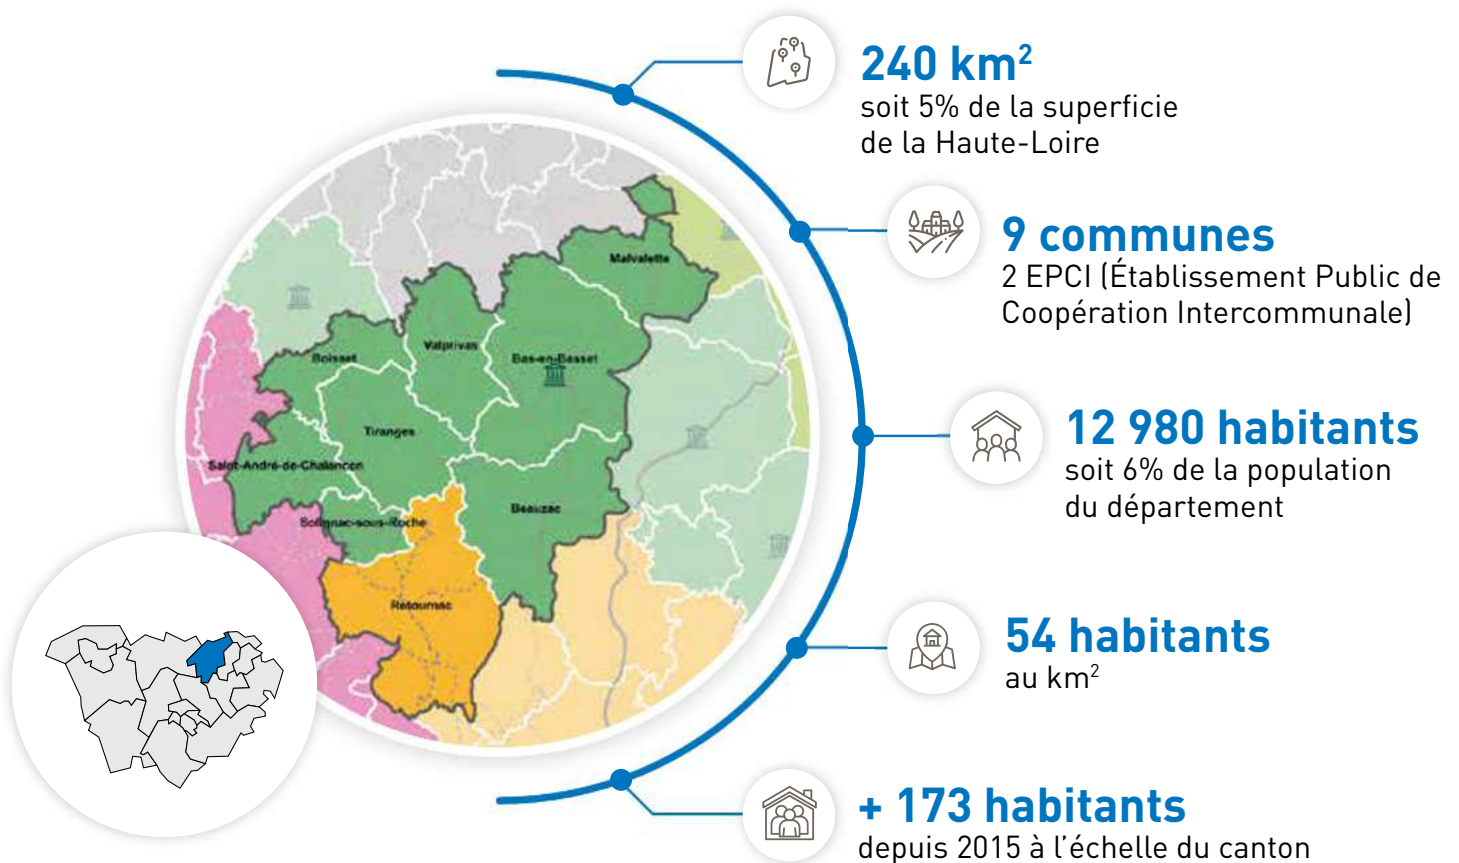 240 km²
soit 5% de la superficie
de la Haute-Loire
9 communes
2 EPCI (Établissement Public de
Coopération Intercommunale)
12 980 habitants
soit 6% de la population
du département
54 habitants
au km²
+ 173 habitants
depuis 2015 à l’échelle du canton
Malvalette
Valprivas
Boisset
Bas-en-Basset
Tiranges
Saint-André-de-Chalencon
Beauzac
Solignac-sous-Roche
Retournac